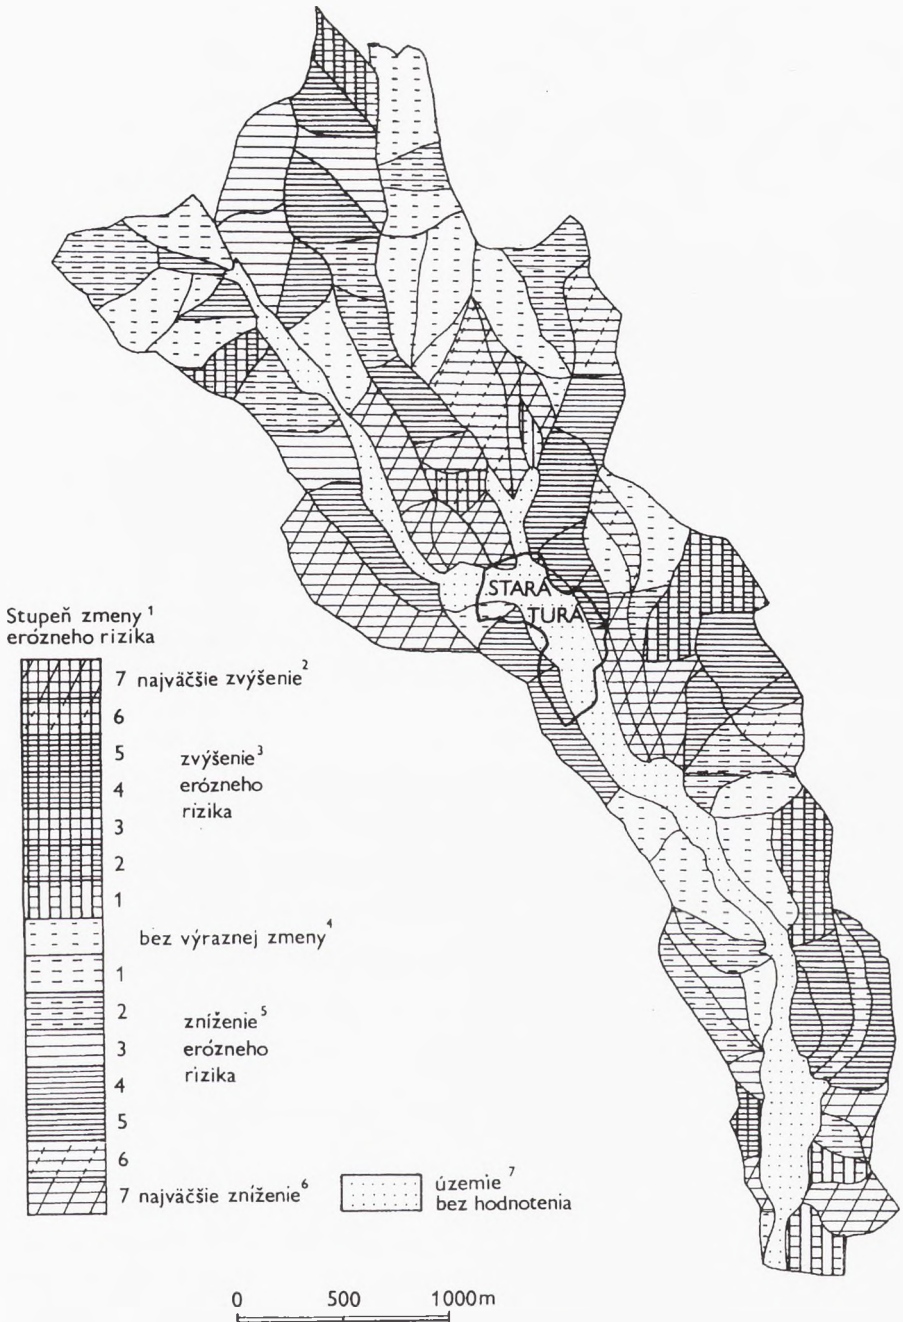 STARÁ
TURÁ
Stupeň zmeny¹
erózneho rizika
7 najväčšie zvýšenie²
6
5 zvýšenie³
4 erózneho
rizika
3
2
1
bez výraznej zmeny⁴
1
2 zníženie⁵
3 erózneho
rizika
4
5
6
7 najväčšie zníženie⁶
územie⁷
bez hodnotenia
0 500 1000m